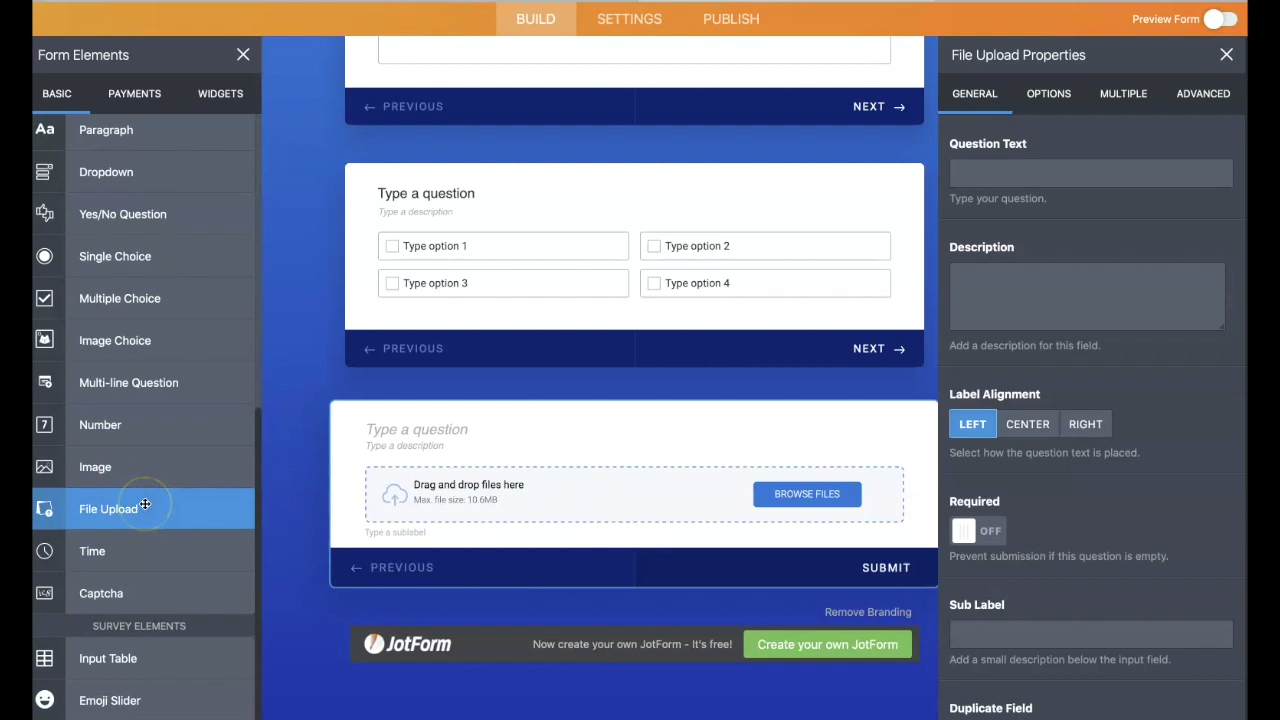 BUILD
SETTINGS
PUBLISH
Preview Form
Form Elements
BASIC
PAYMENTS
WIDGETS
Aa Paragraph
Dropdown
Yes/No Question
Single Choice
Multiple Choice
Image Choice
Multi-line Question
7 Number
Image
File Upload
Time
Captcha
SURVEY ELEMENTS
Input Table
Emoji Slider
← PREVIOUS
NEXT →
Type a question
Type a description
Type option 1
Type option 2
Type option 3
Type option 4
← PREVIOUS
NEXT →
Type a question
Type a description
Drag and drop files here
Max. file size: 10.6MB
BROWSE FILES
Type a sublabel
← PREVIOUS
SUBMIT
Remove Branding
JotForm
Now create your own JotForm - It's free!
Create your own JotForm
File Upload Properties
GENERAL
OPTIONS
MULTIPLE
ADVANCED
Question Text
Type your question.
Description
Add a description for this field.
Label Alignment
LEFT
CENTER
RIGHT
Select how the question text is placed.
Required
OFF
Prevent submission if this question is empty.
Sub Label
Add a small description below the input field.
Duplicate Field